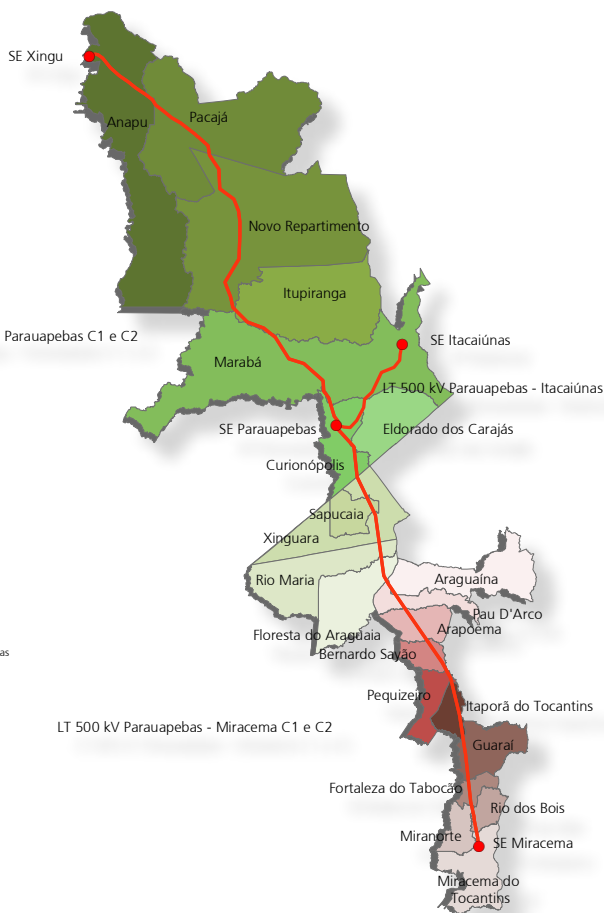 SE Xingu
Anapu
Pacajá
Novo Repartimento
Itupiranga
Parauapebas C1 e C2
SE Itacaiúnas
Marabá
LT 500 kV Parauapebas - Itacaiúnas
SE Parauapebas
Eldorado dos Carajás
Curionópolis
Sapucaia
Xinguara
Rio Maria
Araguaína
Pau D'Arco
Arapoema
Floresta do Araguaia
Bernardo Sayão
as
Pequizeiro
Itaporã do Tocantins
LT 500 kV Parauapebas - Miracema C1 e C2
Guaraí
Fortaleza do Tabocão
Rio dos Bois
Miranorte
SE Miracema
Miracema do
Tocantins